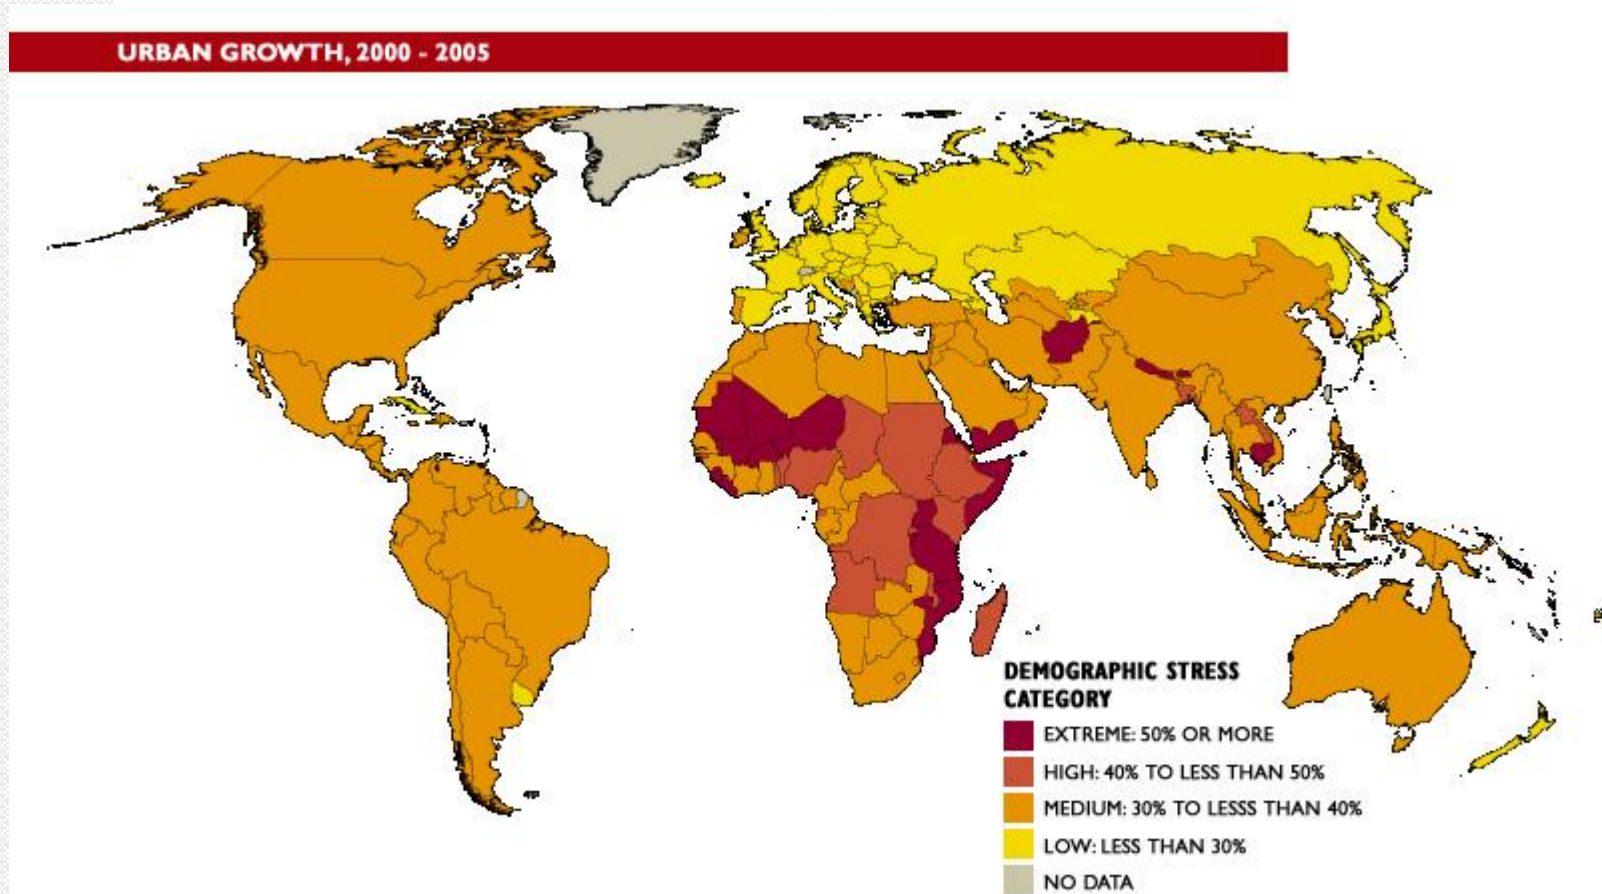 URBAN GROWTH, 2000 - 2005
DEMOGRAPHIC STRESS
CATEGORY
EXTREME: 50% OR MORE
HIGH: 40% TO LESS THAN 50%
MEDIUM: 30% TO LESSS THAN 40%
LOW: LESS THAN 30%
NO DATA